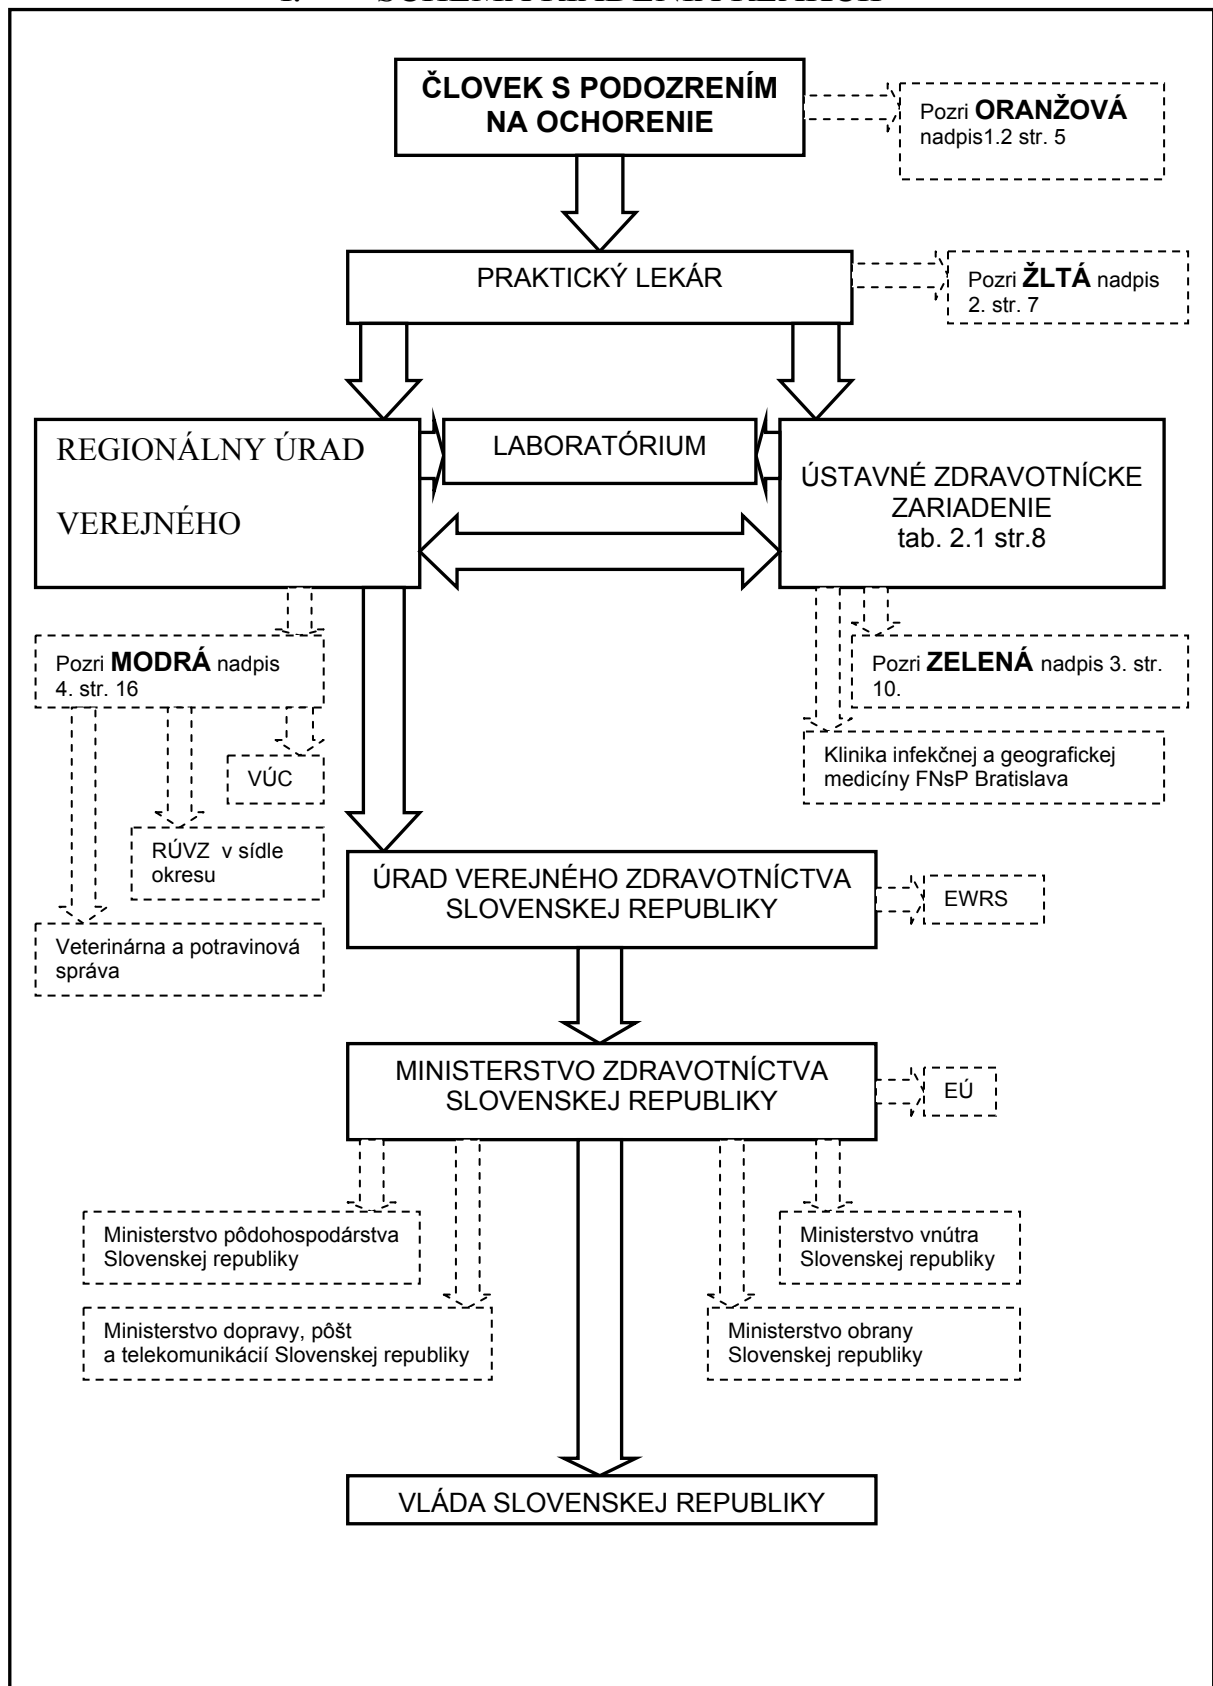 ČLOVEK S PODOZRENÍM
NA OCHORENIE
Pozri ORANŽOVÁ
nadpis1.2 str. 5
PRAKTICKÝ LEKÁR
Pozri ŽLTÁ nadpis
2. str. 7
REGIONÁLNY ÚRAD
VEREJNÉHO
LABORATÓRIUM
ÚSTAVNÉ ZDRAVOTNÍCKE
ZARIADENIE
tab. 2.1 str.8
Pozri MODRÁ nadpis
4. str. 16
Pozri ZELENÁ nadpis 3. str.
10.
VÚC
Klinika infekčnej a geografickej
medicíny FNsP Bratislava
RÚVZ v sídle
okresu
ÚRAD VEREJNÉHO ZDRAVOTNÍCTVA
SLOVENSKEJ REPUBLIKY
EWRS
Veterinárna a potravinová
správa
MINISTERSTVO ZDRAVOTNÍCTVA
SLOVENSKEJ REPUBLIKY
EÚ
Ministerstvo pôdohospodárstva
Slovenskej republiky
Ministerstvo vnútra
Slovenskej republiky
Ministerstvo dopravy, pôšt
a telekomunikácií Slovenskej republiky
Ministerstvo obrany
Slovenskej republiky
VLÁDA SLOVENSKEJ REPUBLIKY